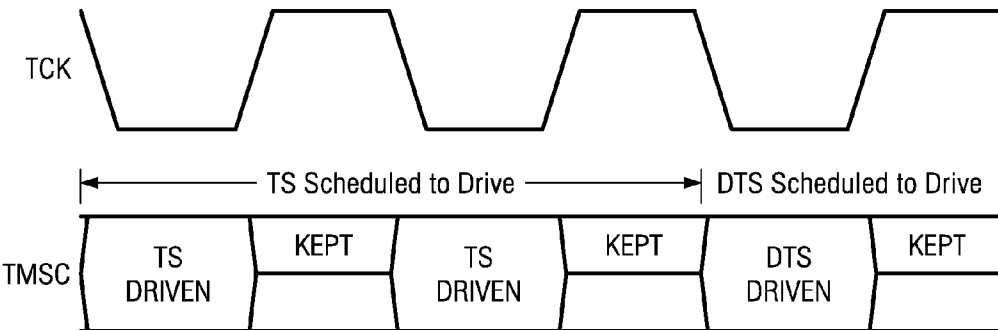 TCK
TS Scheduled to Drive DTS Scheduled to Drive
TMSC TS DRIVEN KEPT TS DRIVEN KEPT DTS DRIVEN KEPT